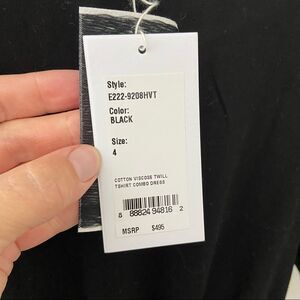 Style:
E222-9208HVT
Color:
BLACK
Size:
4
COTTON VISCOSE TWILL
TSHIRT COMBO DRESS
8 88824 94816 2
MSRP $495